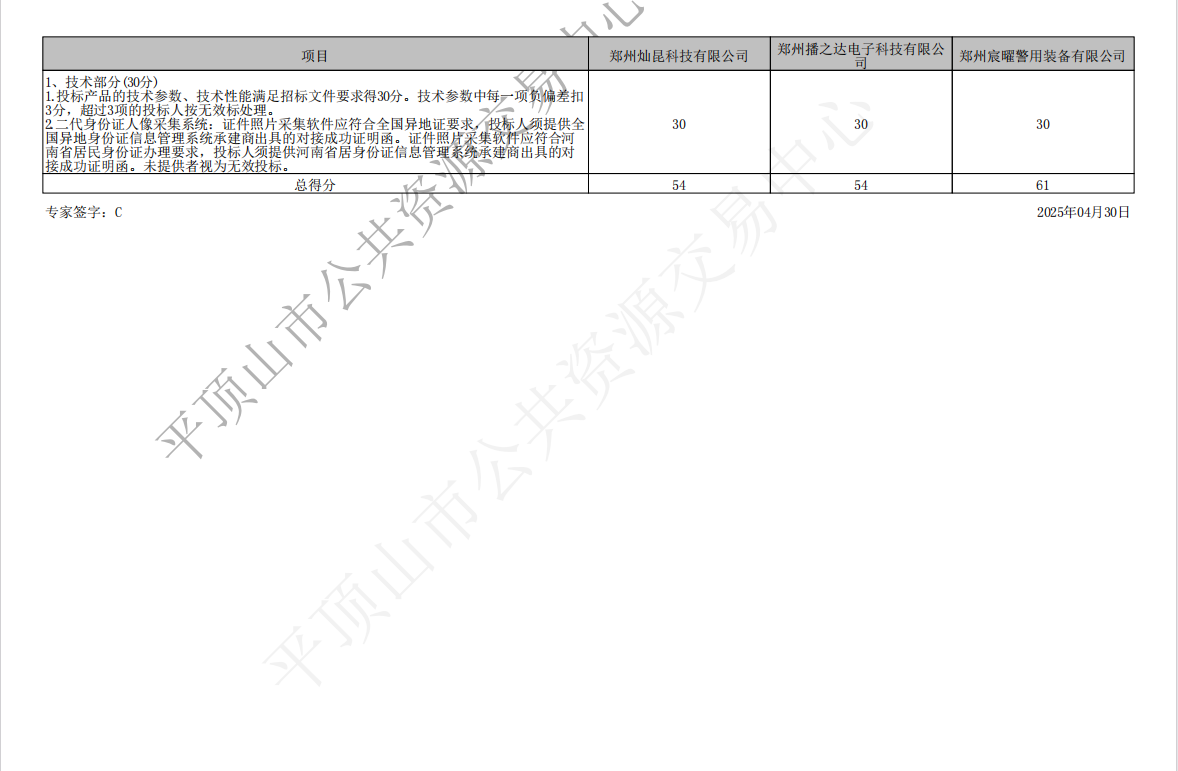 项目 郑州灿昆科技有限公司 郑州播之达电子科技有限公司 郑州宸曜警用装备有限公司
1、技术部分(30分)
1.投标产品的技术参数、技术性能满足招标文件要求得30分。技术参数中每一项负偏差扣
3分，超过3项的投标人按无效标处理。
2.二代身份证人像采集系统：证件照片采集软件应符合全国异地证要求，投标人须提供全
国异地身份证信息管理系统承建商出具的对接成功证明函。证件照片采集软件应符合河
南省居民身份证办理要求，投标人须提供河南省居身份证信息管理系统承建商出具的对
接成功证明函。未提供者视为无效投标。
30 30 30
总得分 54 54 61
专家签字：C 2025年04月30日
平顶山市公共资源交易中心
平顶山市公共资源交易中心